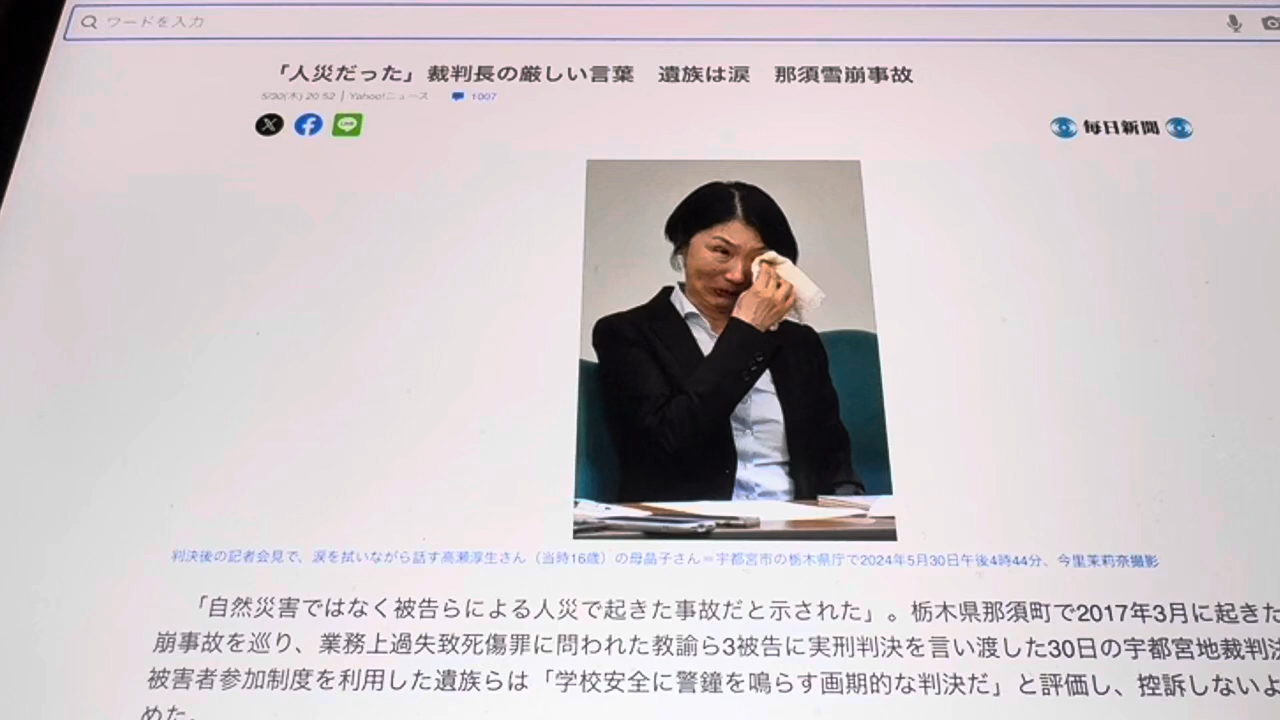 ワードを入力
「人災だった」裁判長の厳しい言葉　遺族は涙　那須雪崩事故
5/30(木) 20:52 | Yahoo!ニュース 1007
LINE
毎日新聞
判決後の記者会見で、涙を拭いながら話す高瀬淳生さん（当時16歳）の母晶子さん＝宇都宮市の栃木県庁で2024年5月30日午後4時44分、今里茉莉奈撮影
「自然災害ではなく被告らによる人災で起きた事故だと示された」。栃木県那須町で2017年3月に起きた
崩事故を巡り、業務上過失致死傷罪に問われた教諭ら3被告に実刑判決を言い渡した30日の宇都宮地裁判決
被害者参加制度を利用した遺族らは「学校安全に警鐘を鳴らす画期的な判決だ」と評価し、控訴しないよ
めた。